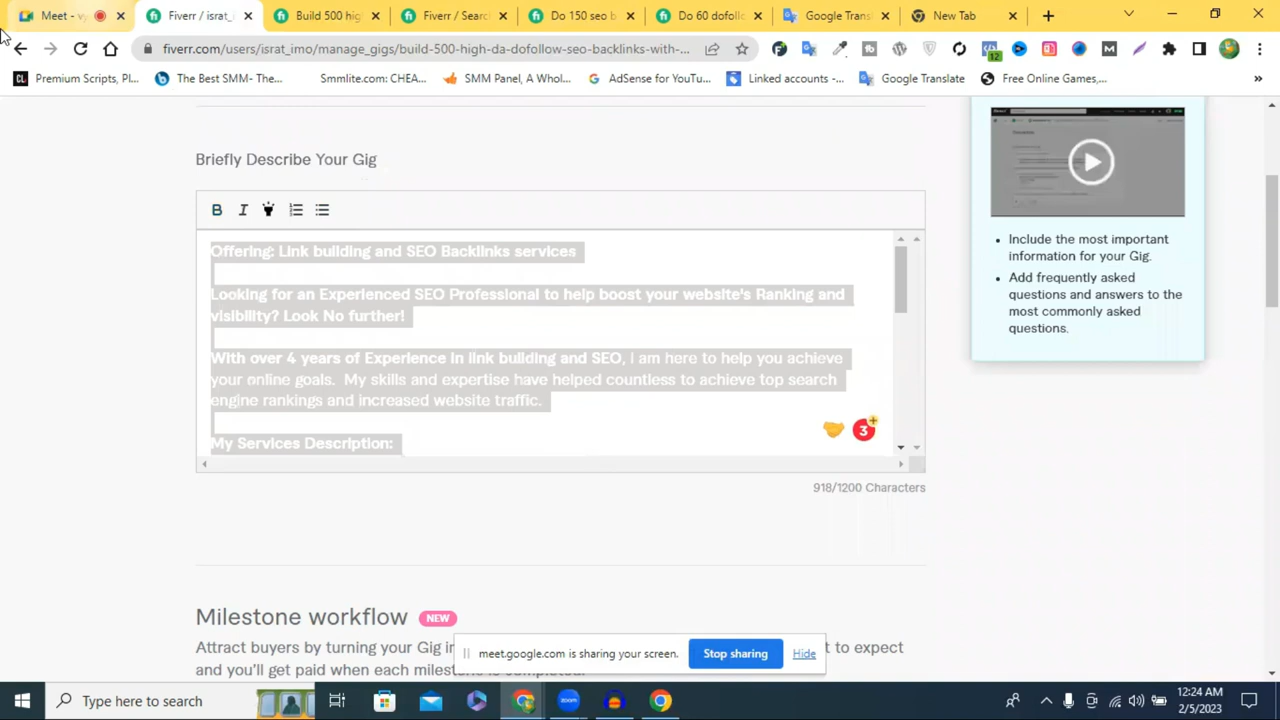 Meet - vy
Fiverr / israt_i
Build 500 hig
Fiverr / Searc
Do 150 seo b
Do 60 dofollo
Google Trans
New Tab
fiverr.com/users/israt_imo/manage_gigs/build-500-high-da-dofollow-seo-backlinks-with-...
12
Premium Scripts, Pl...
The Best SMM- The...
Smmlite.com: CHEA...
SMM Panel, A Whol...
AdSense for YouTu...
Linked accounts -...
Google Translate
Free Online Games,...
Briefly Describe Your Gig
B I
Offering: Link building and SEO Backlinks services
Looking for an Experienced SEO Professional to help boost your website's Ranking and
visibility? Look No further!
With over 4 years of Experience in link building and SEO, i am here to help you achieve
your online goals. My skills and expertise have helped countless to achieve top search
engine rankings and increased website traffic.
My Services Description:
3
918/1200 Characters
Include the most important
information for your Gig.
Add frequently asked
questions and answers to the
most commonly asked
questions.
Milestone workflow NEW
Attract buyers by turning your Gig in
t to expect
and you'll get paid when each milestone is completed.
meet.google.com is sharing your screen. Stop sharing Hide
Type here to search
zoom
12:24 AM
2/5/2023